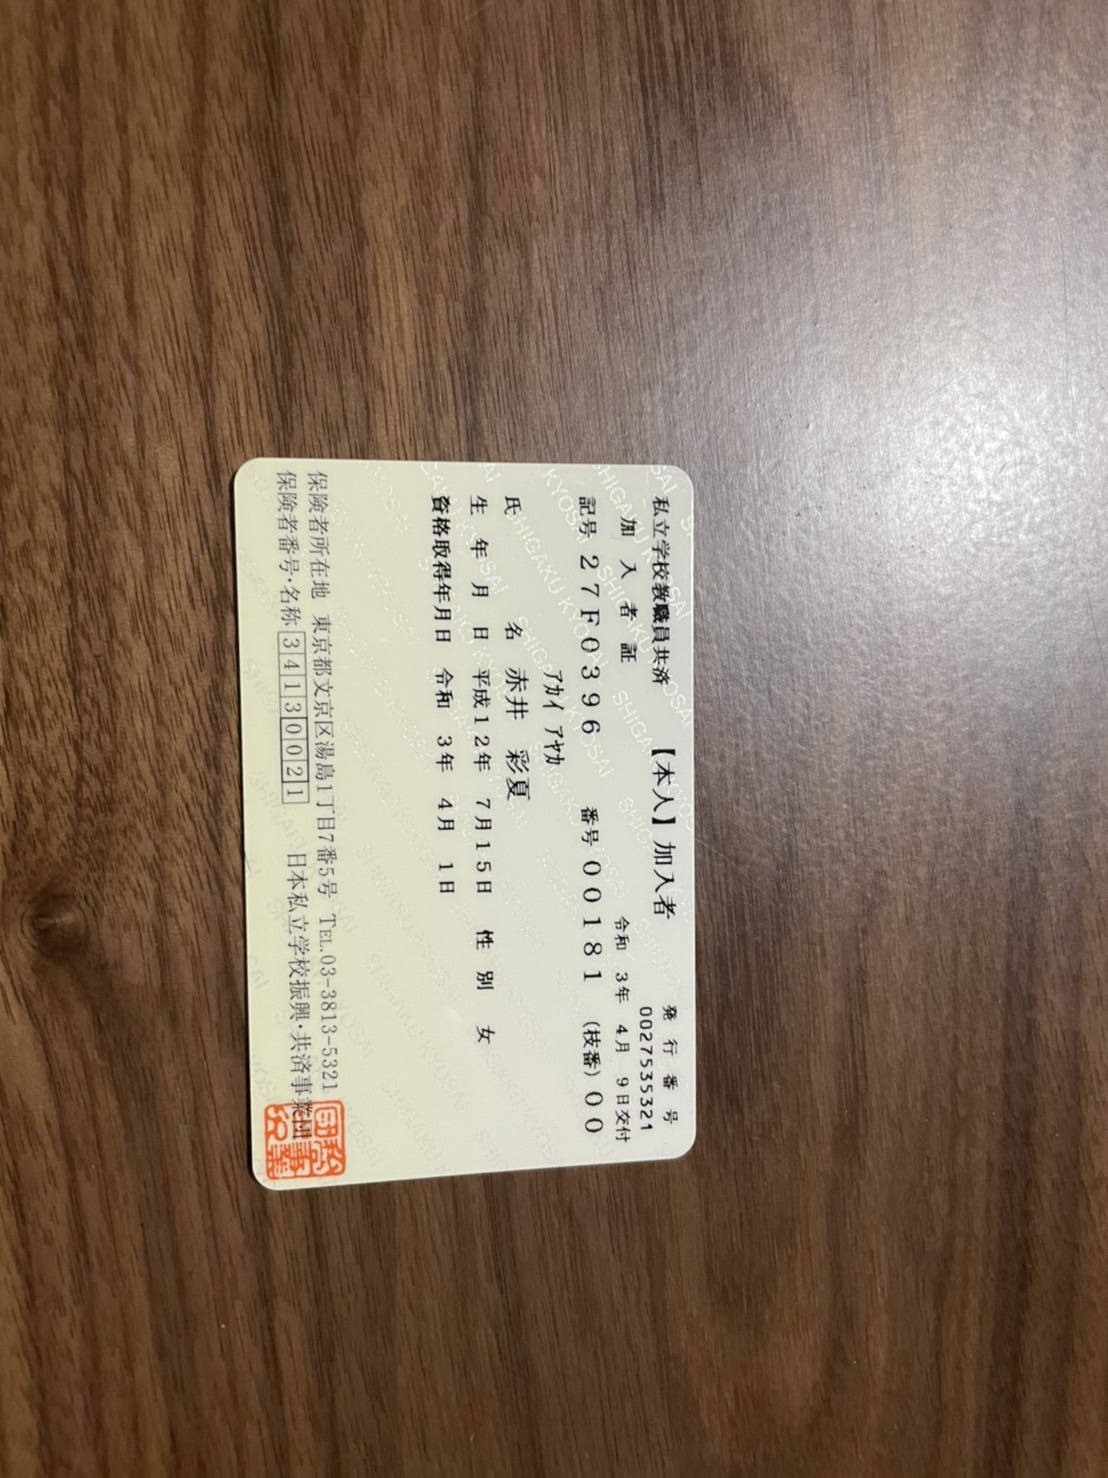 私立学校教職員共済 【本人】加入者 発行番号
加入者証 0027535321
令和 3年 4月 9日交付
記号 27F0396 番号 00181 (枝番) 00
アカイ アヤカ
氏名 赤井 彩夏
生年月日 平成12年 7月15日 性別 女
資格取得年月日 令和 3年 4月 1日
保険者所在地 東京都文京区湯島1丁目7番5号 TEL.03-3813-5321
保険者番号・名称 34130021 日本私立学校振興・共済事業団